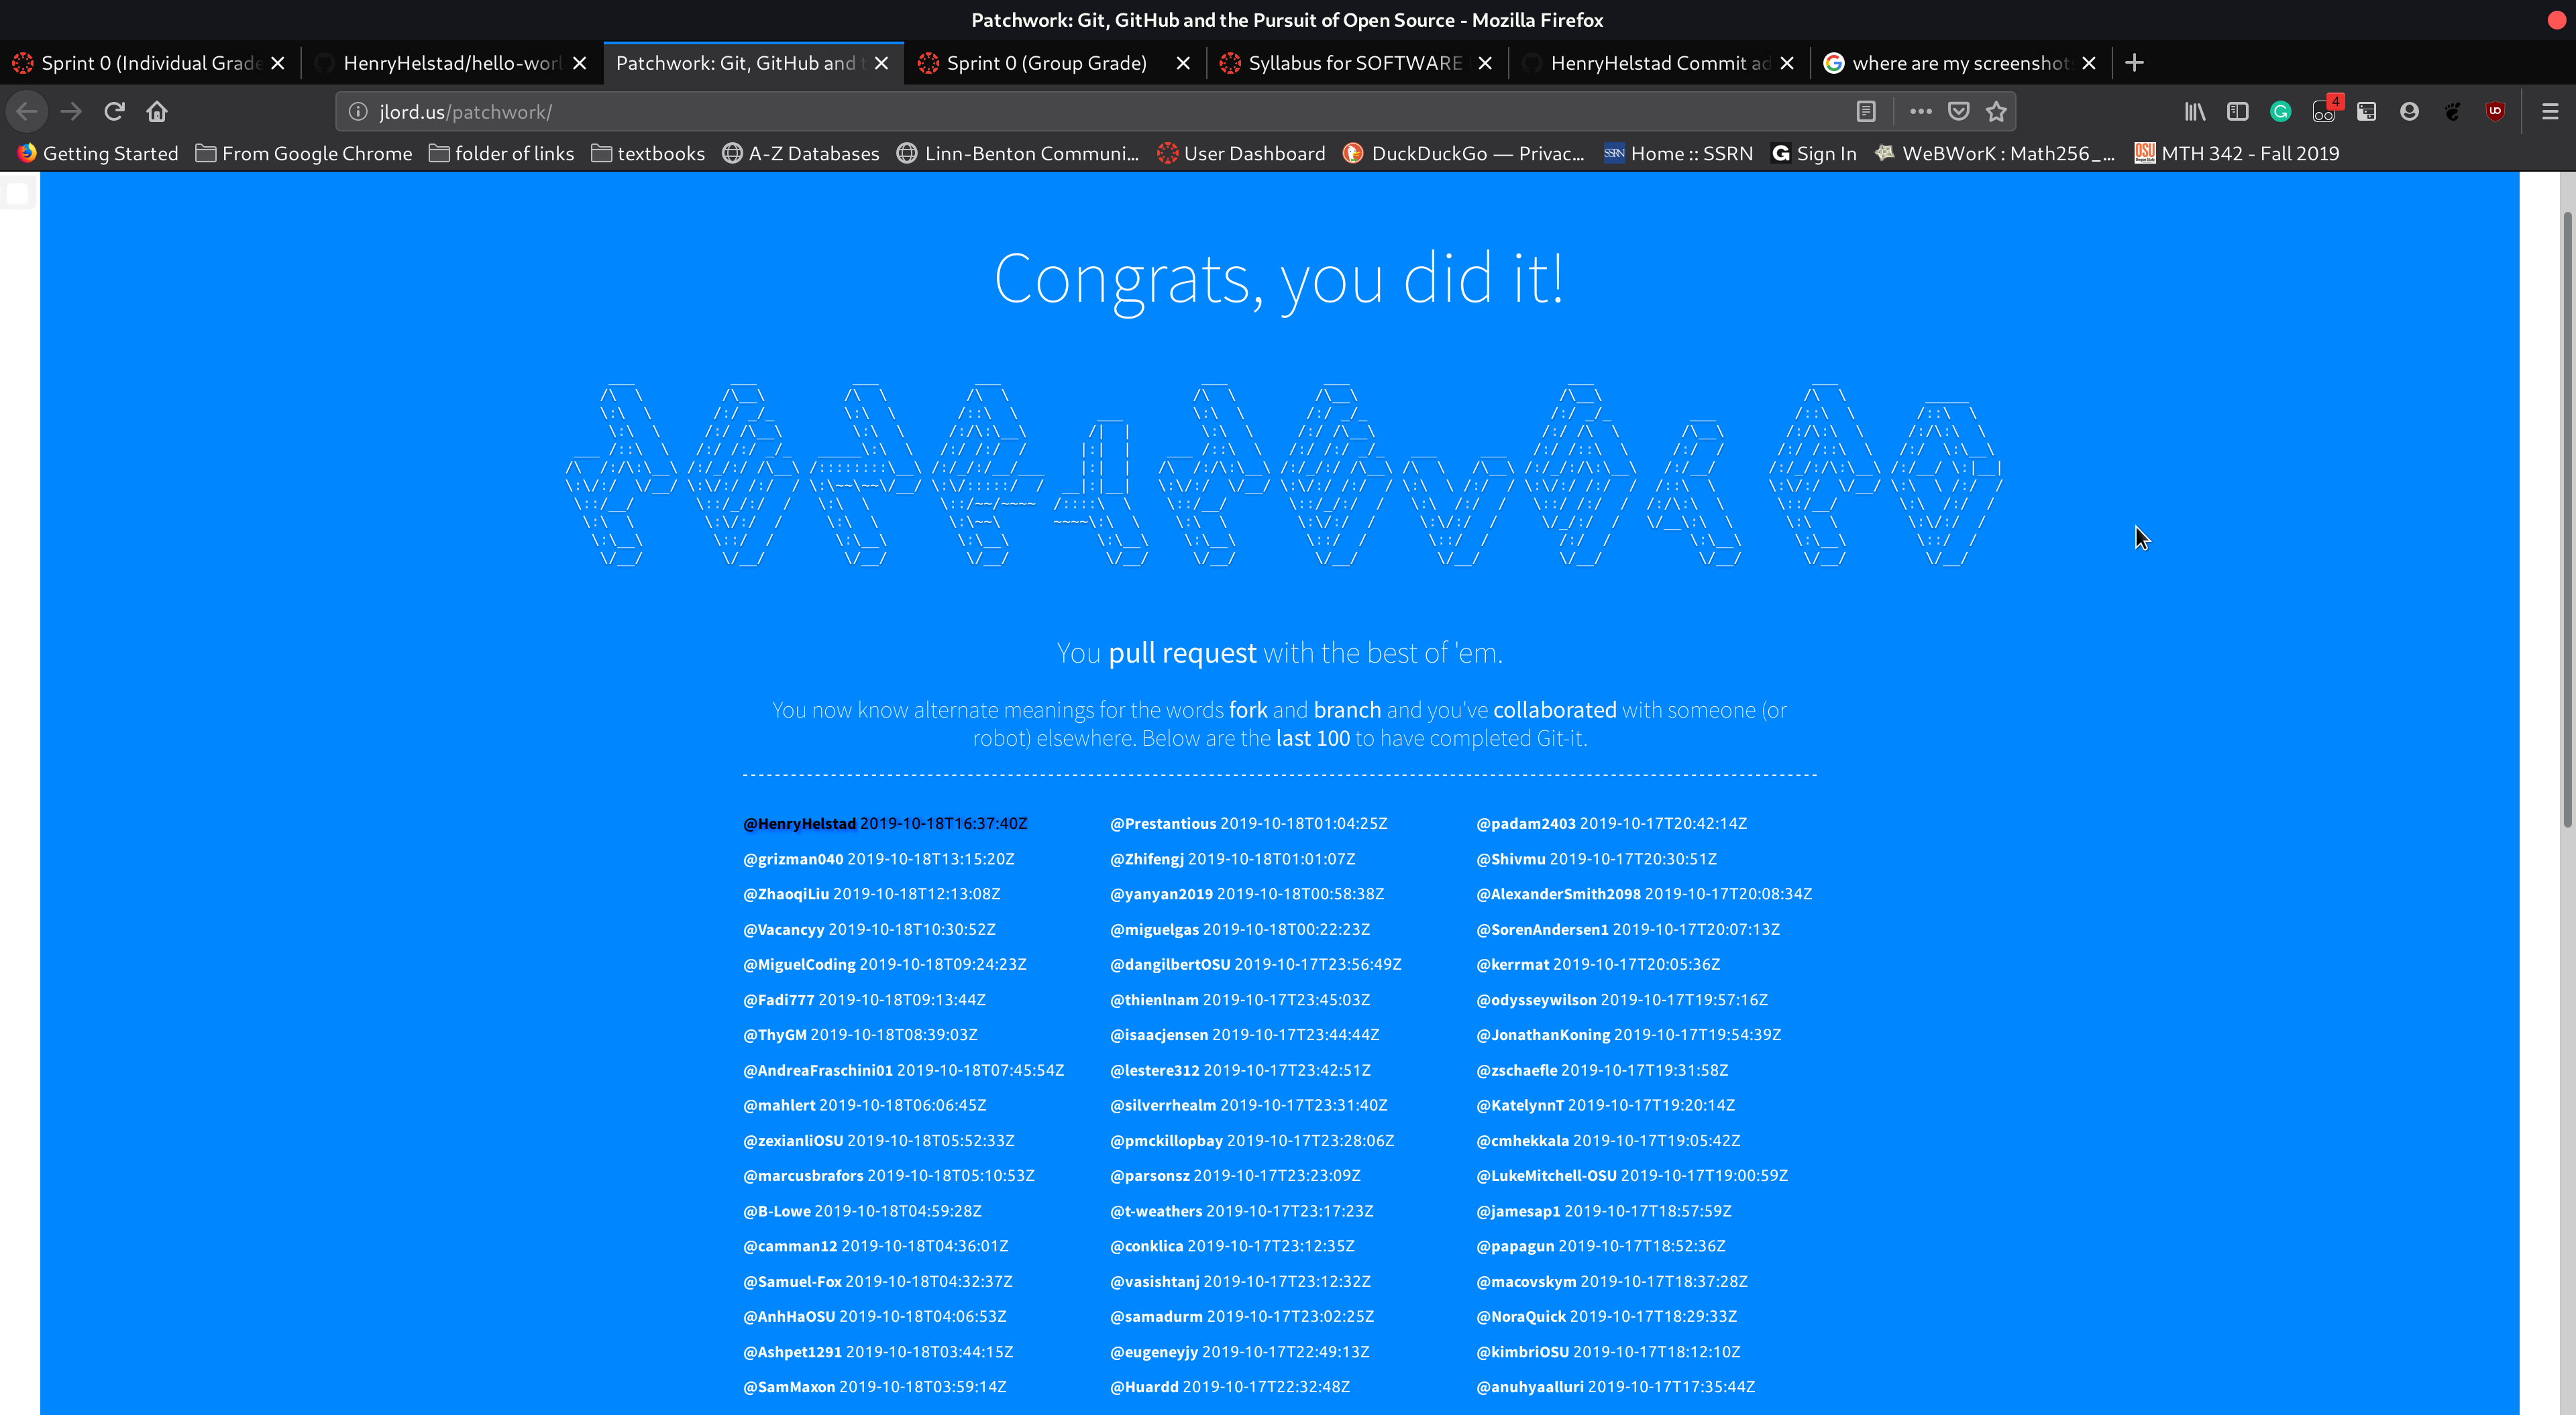 Patchwork: Git, GitHub and the Pursuit of Open Source - Mozilla Firefox
Sprint 0 (Individual Grade
HenryHelstad/hello-worl
Patchwork: Git, GitHub and t
Sprint 0 (Group Grade)
Syllabus for SOFTWARE
HenryHelstad Commit ad
where are my screenshot
jlord.us/patchwork/
4
Getting Started
From Google Chrome
folder of links
textbooks
A-Z Databases
Linn-Benton Communi...
User Dashboard
DuckDuckGo — Privac...
SSRN Home :: SSRN
Sign In
WeBWorK : Math256_...
OSU MTH 342 - Fall 2019
Congrats, you did it!
You pull request with the best of 'em.
You now know alternate meanings for the words fork and branch and you've collaborated with someone (or
robot) elsewhere. Below are the last 100 to have completed Git-it.
@HenryHelstad 2019-10-18T16:37:40Z
@grizman040 2019-10-18T13:15:20Z
@ZhaoqiLiu 2019-10-18T12:13:08Z
@Vacancyy 2019-10-18T10:30:52Z
@MiguelCoding 2019-10-18T09:24:23Z
@Fadi777 2019-10-18T09:13:44Z
@ThyGM 2019-10-18T08:39:03Z
@AndreaFraschini01 2019-10-18T07:45:54Z
@mahlert 2019-10-18T06:06:45Z
@zexianliOSU 2019-10-18T05:52:33Z
@marcusbrafors 2019-10-18T05:10:53Z
@B-Lowe 2019-10-18T04:59:28Z
@camman12 2019-10-18T04:36:01Z
@Samuel-Fox 2019-10-18T04:32:37Z
@AnhHaOSU 2019-10-18T04:06:53Z
@Ashpet1291 2019-10-18T03:44:15Z
@SamMaxon 2019-10-18T03:59:14Z
@Prestantious 2019-10-18T01:04:25Z
@Zhifengj 2019-10-18T01:01:07Z
@yanyan2019 2019-10-18T00:58:38Z
@miguelgas 2019-10-18T00:22:23Z
@dangilbertOSU 2019-10-17T23:56:49Z
@thienlnam 2019-10-17T23:45:03Z
@isaacjensen 2019-10-17T23:44:44Z
@lestere312 2019-10-17T23:42:51Z
@silverrhealm 2019-10-17T23:31:40Z
@pmckillopbay 2019-10-17T23:28:06Z
@parsonsz 2019-10-17T23:23:09Z
@t-weathers 2019-10-17T23:17:23Z
@conklica 2019-10-17T23:12:35Z
@vasishtanj 2019-10-17T23:12:32Z
@samadurm 2019-10-17T23:02:25Z
@eugeneyjy 2019-10-17T22:49:13Z
@Huardd 2019-10-17T22:32:48Z
@padam2403 2019-10-17T20:42:14Z
@Shivmu 2019-10-17T20:30:51Z
@AlexanderSmith2098 2019-10-17T20:08:34Z
@SorenAndersen1 2019-10-17T20:07:13Z
@kerrmat 2019-10-17T20:05:36Z
@odysseywilson 2019-10-17T19:57:16Z
@JonathanKoning 2019-10-17T19:54:39Z
@zschaefle 2019-10-17T19:31:58Z
@KatelynnT 2019-10-17T19:20:14Z
@cmhekkala 2019-10-17T19:05:42Z
@LukeMitchell-OSU 2019-10-17T19:00:59Z
@jamesap1 2019-10-17T18:57:59Z
@papagun 2019-10-17T18:52:36Z
@macovskym 2019-10-17T18:37:28Z
@NoraQuick 2019-10-17T18:29:33Z
@kimbriOSU 2019-10-17T18:12:10Z
@anuhyaalluri 2019-10-17T17:35:44Z